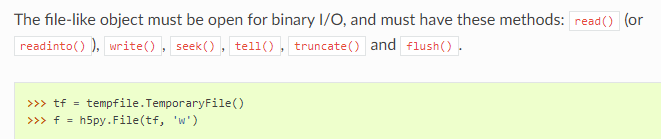 The file-like object must be open for binary I/O, and must have these methods: read() (or
readinto() ), write() , seek() , tell() , truncate() and flush() .
>>> tf = tempfile.TemporaryFile()
>>> f = h5py.File(tf, 'w')